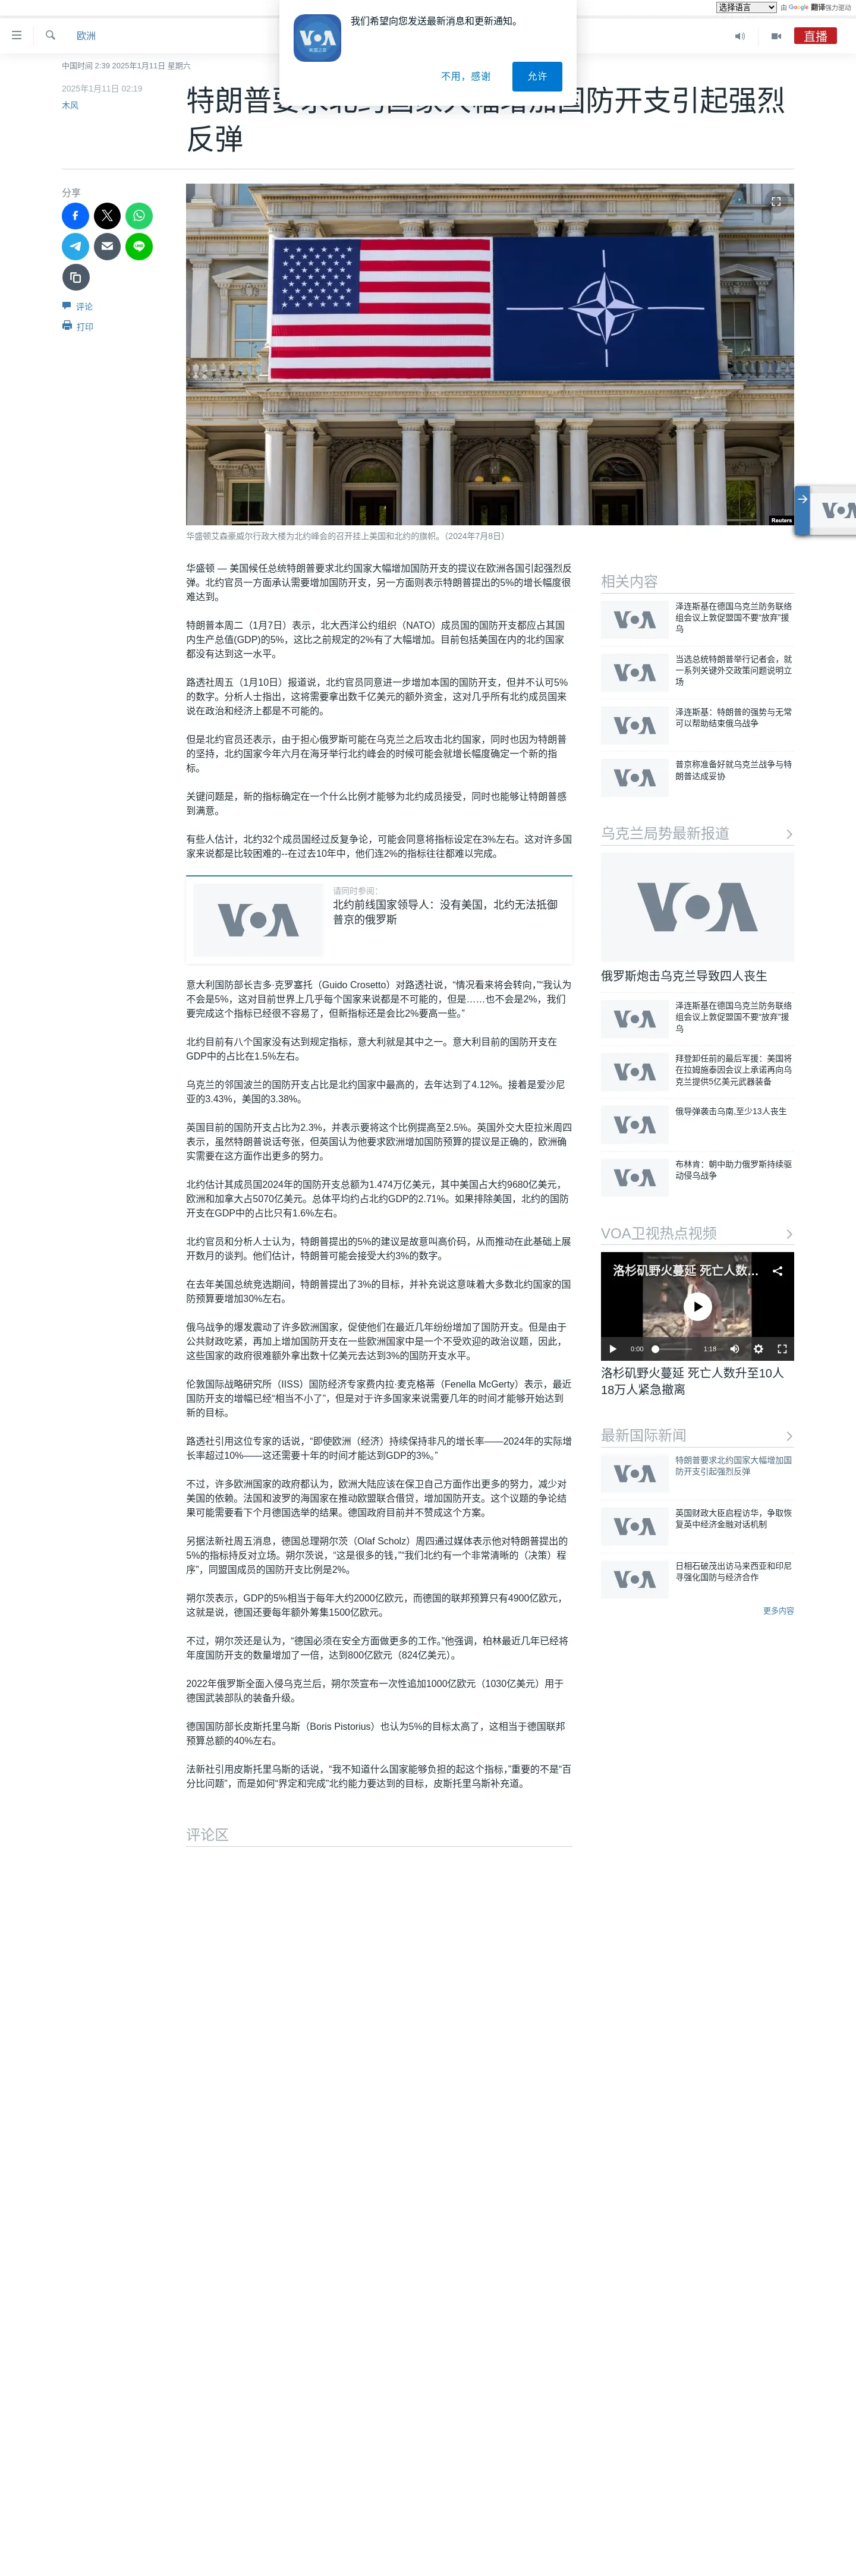 选择语言 由 Google 翻译强力驱动
我们希望向您发送最新消息和更新通知。
VOA
不用，感谢
允许
欧洲
直播
中国时间 2:39 2025年1月11日 星期六
2025年1月11日 02:19
木风
特朗普要求北约国家大幅增加国防开支引起强烈
反弹
分享
评论
打印
Reuters
华盛顿艾森豪威尔行政大楼为北约峰会的召开挂上美国和北约的旗帜。（2024年7月8日）
华盛顿 — 美国候任总统特朗普要求北约国家大幅增加国防开支的提议在欧洲各国引起强烈反
弹。北约官员一方面承认需要增加国防开支，另一方面则表示特朗普提出的5%的增长幅度很
难达到。
特朗普本周二（1月7日）表示，北大西洋公约组织（NATO）成员国的国防开支都应占其国
内生产总值(GDP)的5%，这比之前规定的2%有了大幅增加。目前包括美国在内的北约国家
都没有达到这一水平。
路透社周五（1月10日）报道说，北约官员同意进一步增加本国的国防开支，但并不认可5%
的数字。分析人士指出，这将需要拿出数千亿美元的额外资金，这对几乎所有北约成员国来
说在政治和经济上都是不可能的。
但是北约官员还表示，由于担心俄罗斯可能在乌克兰之后攻击北约国家，同时也因为特朗普
的坚持，北约国家今年六月在海牙举行北约峰会的时候可能会就增长幅度确定一个新的指
标。
关键问题是，新的指标确定在一个什么比例才能够为北约成员接受，同时也能够让特朗普感
到满意。
有些人估计，北约32个成员国经过反复争论，可能会同意将指标设定在3%左右。这对许多国
家来说都是比较困难的--在过去10年中，他们连2%的指标往往都难以完成。
VOA
请同时参阅：
北约前线国家领导人：没有美国，北约无法抵御
普京的俄罗斯
意大利国防部长吉多·克罗塞托（Guido Crosetto）对路透社说，“情况看来将会转向，”“我认为
不会是5%，这对目前世界上几乎每个国家来说都是不可能的，但是……也不会是2%，我们
要完成这个指标已经很不容易了，但新指标还是会比2%要高一些。”
北约目前有八个国家没有达到规定指标，意大利就是其中之一。意大利目前的国防开支在
GDP中的占比在1.5%左右。
乌克兰的邻国波兰的国防开支占比是北约国家中最高的，去年达到了4.12%。接着是爱沙尼
亚的3.43%，美国的3.38%。
英国目前的国防开支占比为2.3%，并表示要将这个比例提高至2.5%。英国外交大臣拉米周四
表示，虽然特朗普说话夸张，但英国认为他要求欧洲增加国防预算的提议是正确的，欧洲确
实需要在这方面作出更多的努力。
北约估计其成员国2024年的国防开支总额为1.474万亿美元，其中美国占大约9680亿美元，
欧洲和加拿大占5070亿美元。总体平均约占北约GDP的2.71%。如果排除美国，北约的国防
开支在GDP中的占比只有1.6%左右。
北约官员和分析人士认为，特朗普提出的5%的建议是故意叫高价码，从而推动在此基础上展
开数月的谈判。他们估计，特朗普可能会接受大约3%的数字。
在去年美国总统竞选期间，特朗普提出了3%的目标，并补充说这意味着大多数北约国家的国
防预算要增加30%左右。
俄乌战争的爆发震动了许多欧洲国家，促使他们在最近几年纷纷增加了国防开支。但是由于
公共财政吃紧，再加上增加国防开支在一些欧洲国家中是一个不受欢迎的政治议题，因此，
这些国家的政府很难额外拿出数十亿美元去达到3%的国防开支水平。
伦敦国际战略研究所（IISS）国防经济专家费内拉·麦克格蒂（Fenella McGerty）表示，最近
国防开支的增幅已经“相当不小了”，但是对于许多国家来说需要几年的时间才能够开始达到
新的目标。
路透社引用这位专家的话说，“即使欧洲（经济）持续保持非凡的增长率——2024年的实际增
长率超过10%——这还需要十年的时间才能达到GDP的3%。”
不过，许多欧洲国家的政府都认为，欧洲大陆应该在保卫自己方面作出更多的努力，减少对
美国的依赖。法国和波罗的海国家在推动欧盟联合借贷，增加国防开支。这个议题的争论结
果可能需要看下个月德国选举的结果。德国政府目前并不赞成这个方案。
另据法新社周五消息，德国总理朔尔茨（Olaf Scholz）周四通过媒体表示他对特朗普提出的
5%的指标持反对立场。朔尔茨说，“这是很多的钱，”“我们北约有一个非常清晰的（决策）程
序”，同盟国成员的国防开支比例是2%。
朔尔茨表示，GDP的5%相当于每年大约2000亿欧元，而德国的联邦预算只有4900亿欧元，
这就是说，德国还要每年额外筹集1500亿欧元。
不过，朔尔茨还是认为，“德国必须在安全方面做更多的工作。”他强调，柏林最近几年已经将
年度国防开支的数量增加了一倍，达到800亿欧元（824亿美元）。
2022年俄罗斯全面入侵乌克兰后，朔尔茨宣布一次性追加1000亿欧元（1030亿美元）用于
德国武装部队的装备升级。
德国国防部长皮斯托里乌斯（Boris Pistorius）也认为5%的目标太高了，这相当于德国联邦
预算总额的40%左右。
法新社引用皮斯托里乌斯的话说，“我不知道什么国家能够负担的起这个指标，”重要的不是“百
分比问题”，而是如何“界定和完成”北约能力要达到的目标，皮斯托里乌斯补充道。
评论区
相关内容
VOA
泽连斯基在德国乌克兰防务联络
组会议上敦促盟国不要“放弃”援
乌
VOA
当选总统特朗普举行记者会，就
一系列关键外交政策问题说明立
场
VOA
泽连斯基：特朗普的强势与无常
可以帮助结束俄乌战争
VOA
普京称准备好就乌克兰战争与特
朗普达成妥协
乌克兰局势最新报道
VOA
俄罗斯炮击乌克兰导致四人丧生
VOA
泽连斯基在德国乌克兰防务联络
组会议上敦促盟国不要“放弃”援
乌
VOA
拜登卸任前的最后军援：美国将
在拉姆施泰因会议上承诺再向乌
克兰提供5亿美元武器装备
VOA
俄导弹袭击乌南,至少13人丧生
VOA
布林肯：朝中助力俄罗斯持续驱
动侵乌战争
VOA卫视热点视频
洛杉矶野火蔓延 死亡人数…
0:00 1:18
洛杉矶野火蔓延 死亡人数升至10人
18万人紧急撤离
最新国际新闻
VOA
特朗普要求北约国家大幅增加国
防开支引起强烈反弹
VOA
英国财政大臣启程访华，争取恢
复英中经济金融对话机制
VOA
日相石破茂出访马来西亚和印尼
寻强化国防与经济合作
更多内容